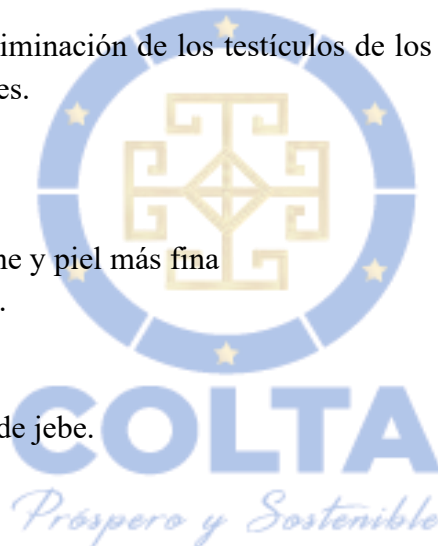 iminación de los testículos de los
es.
ne y piel más fina
.
de jebe.
COLTA
Próspero y Sostenible